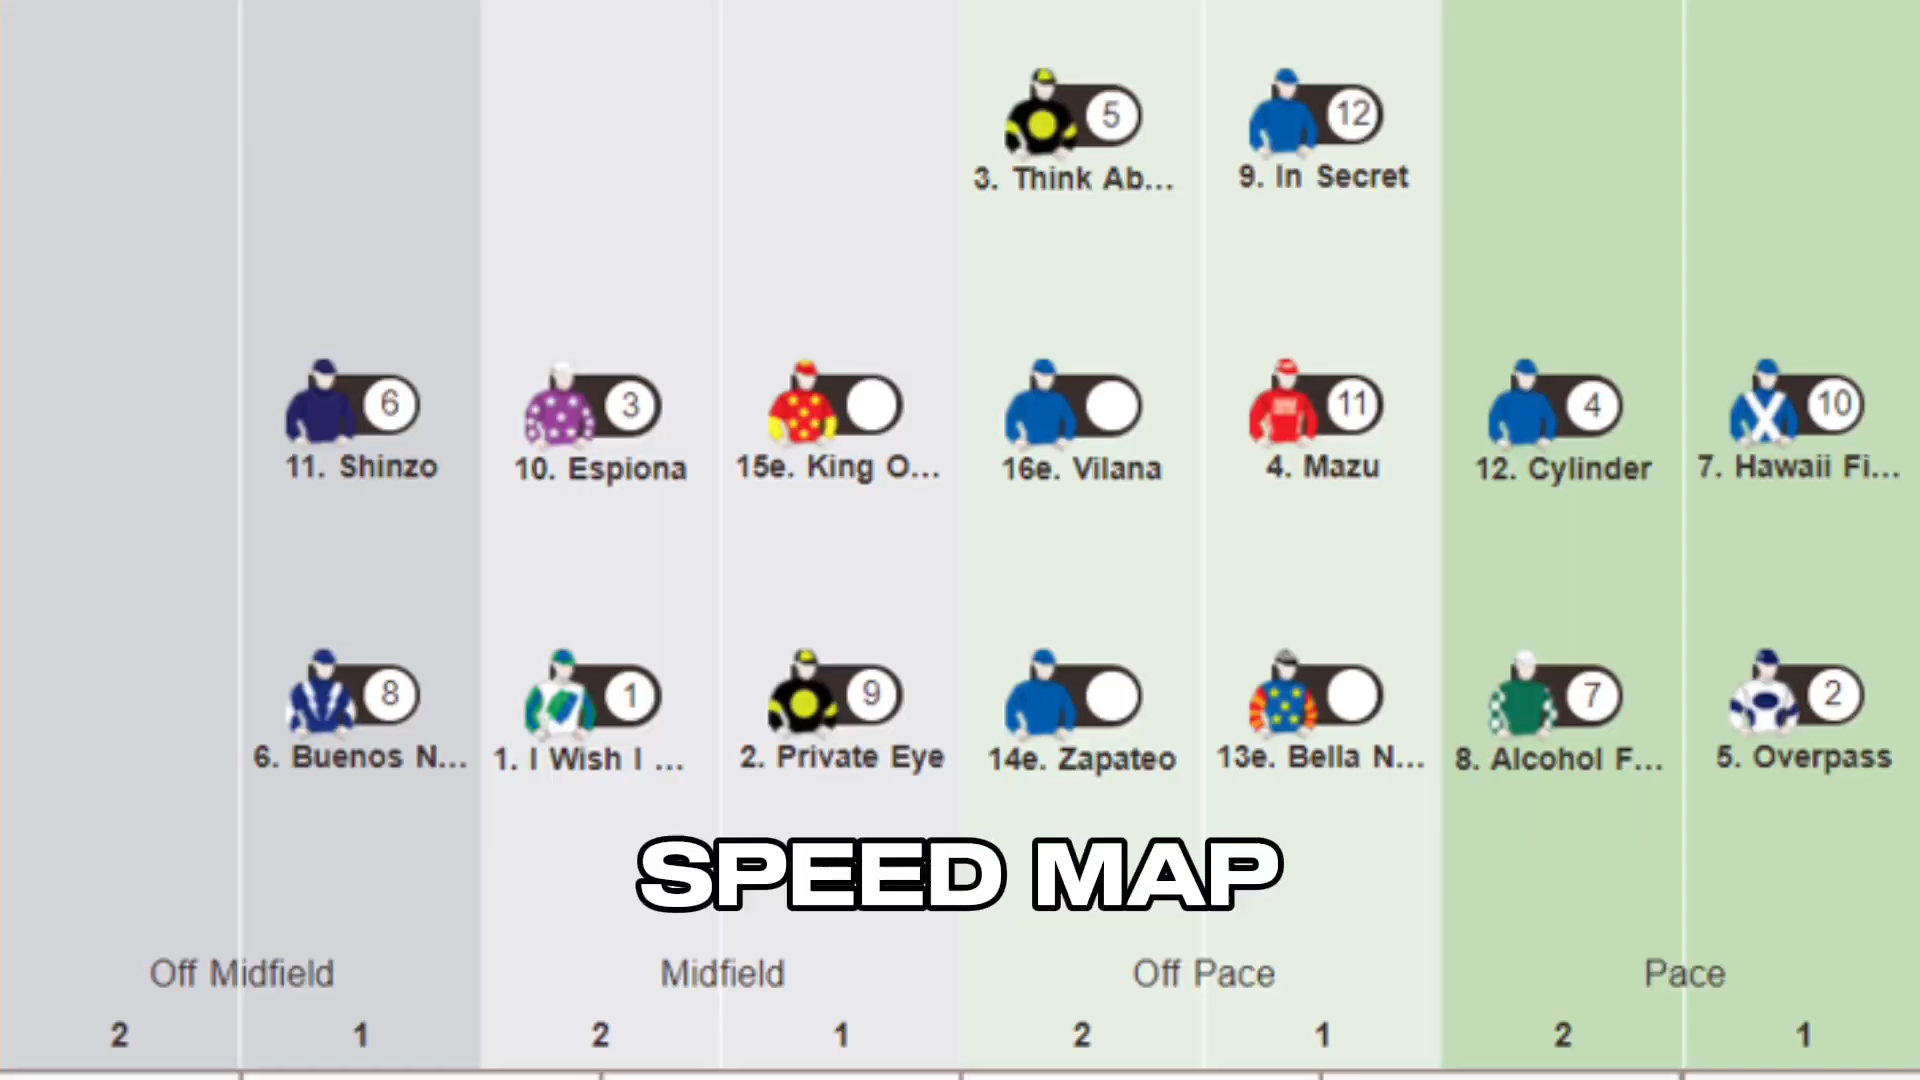 5
12
3. Think Ab...
9. In Secret
6
3
11
4
10
11. Shinzo
10. Espiona
15e. King O...
16e. Vilana
4. Mazu
12. Cylinder
7. Hawaii Fi...
8
1
9
7
2
6. Buenos N...
1. I Wish I ...
2. Private Eye
14e. Zapateo
13e. Bella N...
8. Alcohol F...
5. Overpass
SPEED MAP
Off Midfield
Midfield
Off Pace
Pace
2
1
2
1
2
1
2
1